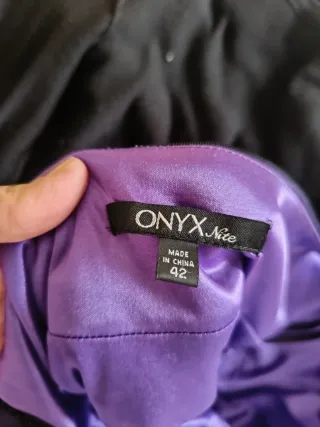 ONYX Nite
MADE
IN CHINA
42